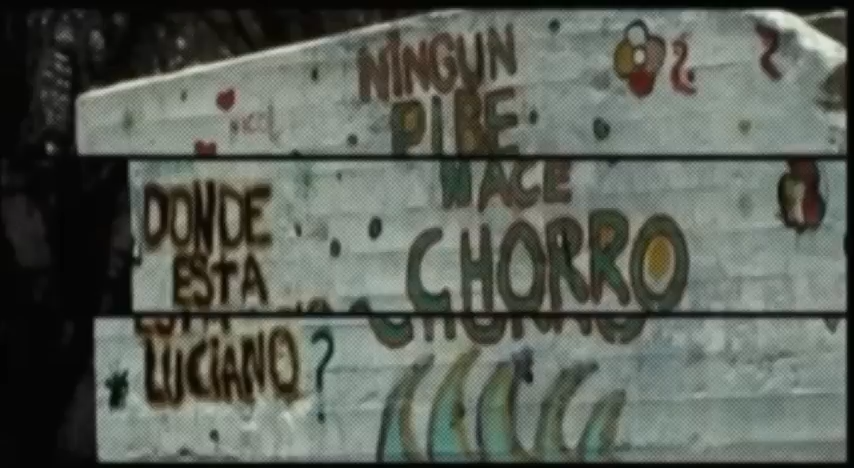 NINGUN
PIBE
NACE
CHORRO
DONDE
ESTA
LUCIANO?